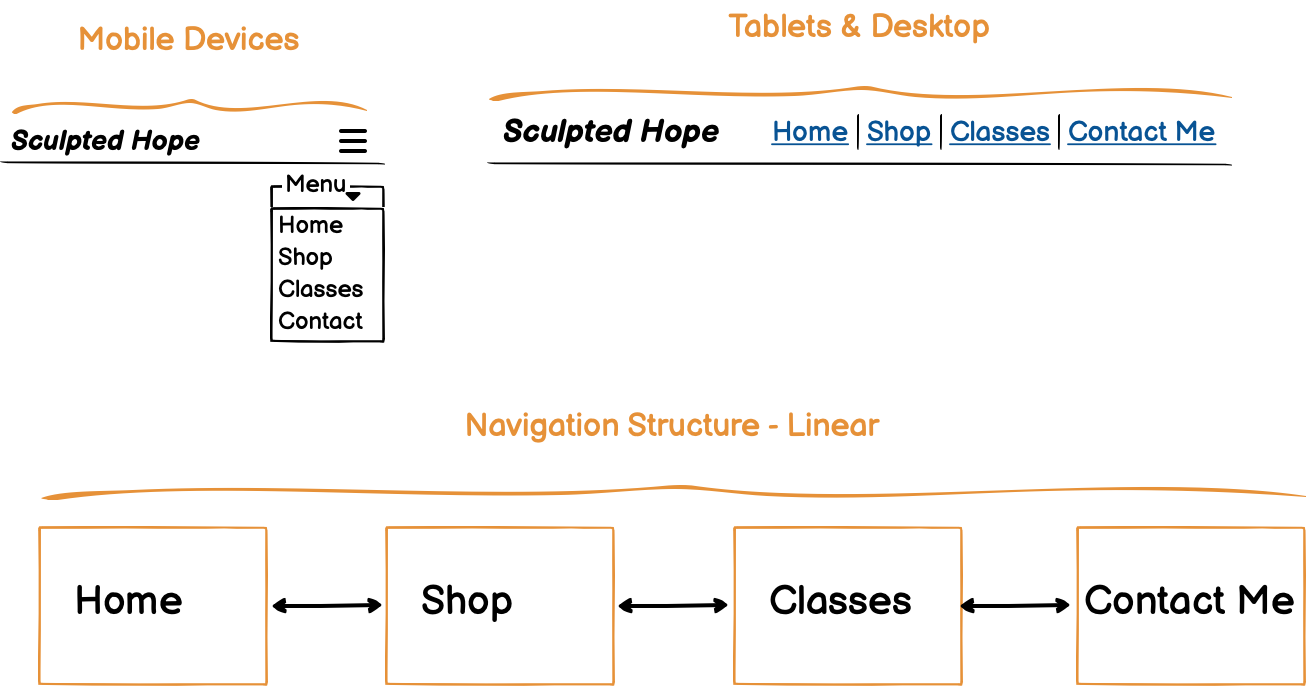 Mobile Devices
Sculpted Hope
Menu
Home
Shop
Classes
Contact
Tablets & Desktop
Sculpted Hope
Home | Shop | Classes | Contact Me
Navigation Structure - Linear
Home
Shop
Classes
Contact Me